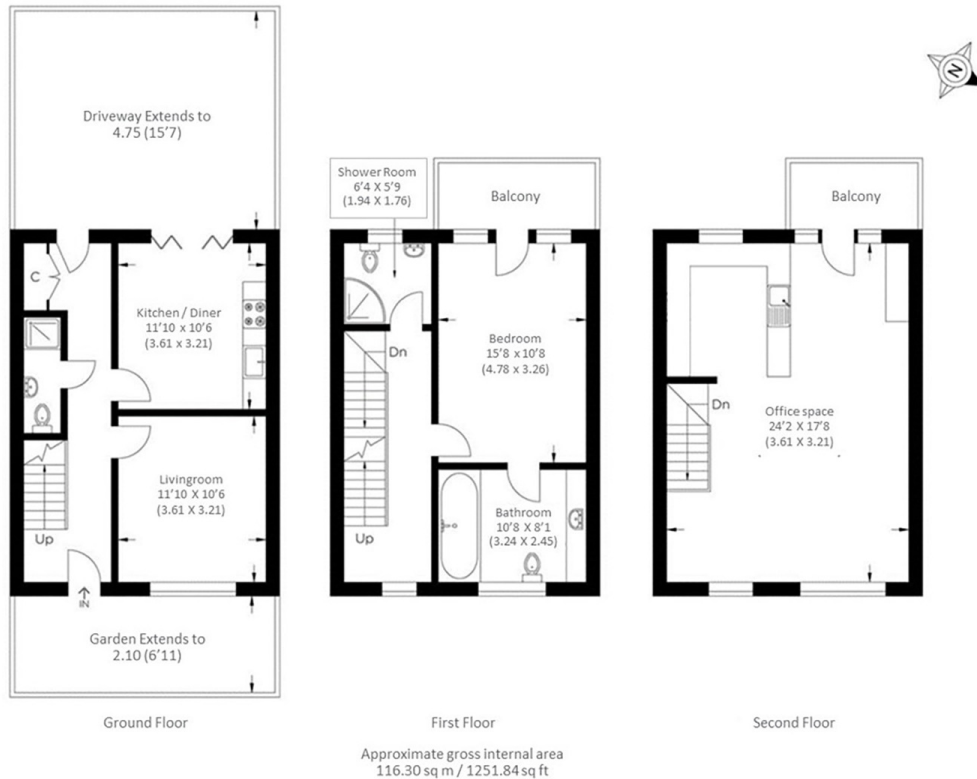 N
Driveway Extends to
4.75 (15'7)
C
Kitchen / Diner
11'10 x 10'6
(3.61 x 3.21)
Livingroom
11'10 X 10'6
(3.61 X 3.21)
Up
IN
Garden Extends to
2.10 (6'11)
Ground Floor
Shower Room
6'4 X 5'9
(1.94 X 1.76)
Balcony
Dn
Bedroom
15'8 x 10'8
(4.78 x 3.26)
Bathroom
10'8 x 8'1
(3.24 x 2.45)
Up
First Floor
Balcony
Dn
Office space
24'2 X 17'8
(3.61 X 3.21)
Second Floor
Approximate gross internal area
116.30 sq m / 1251.84 sq ft